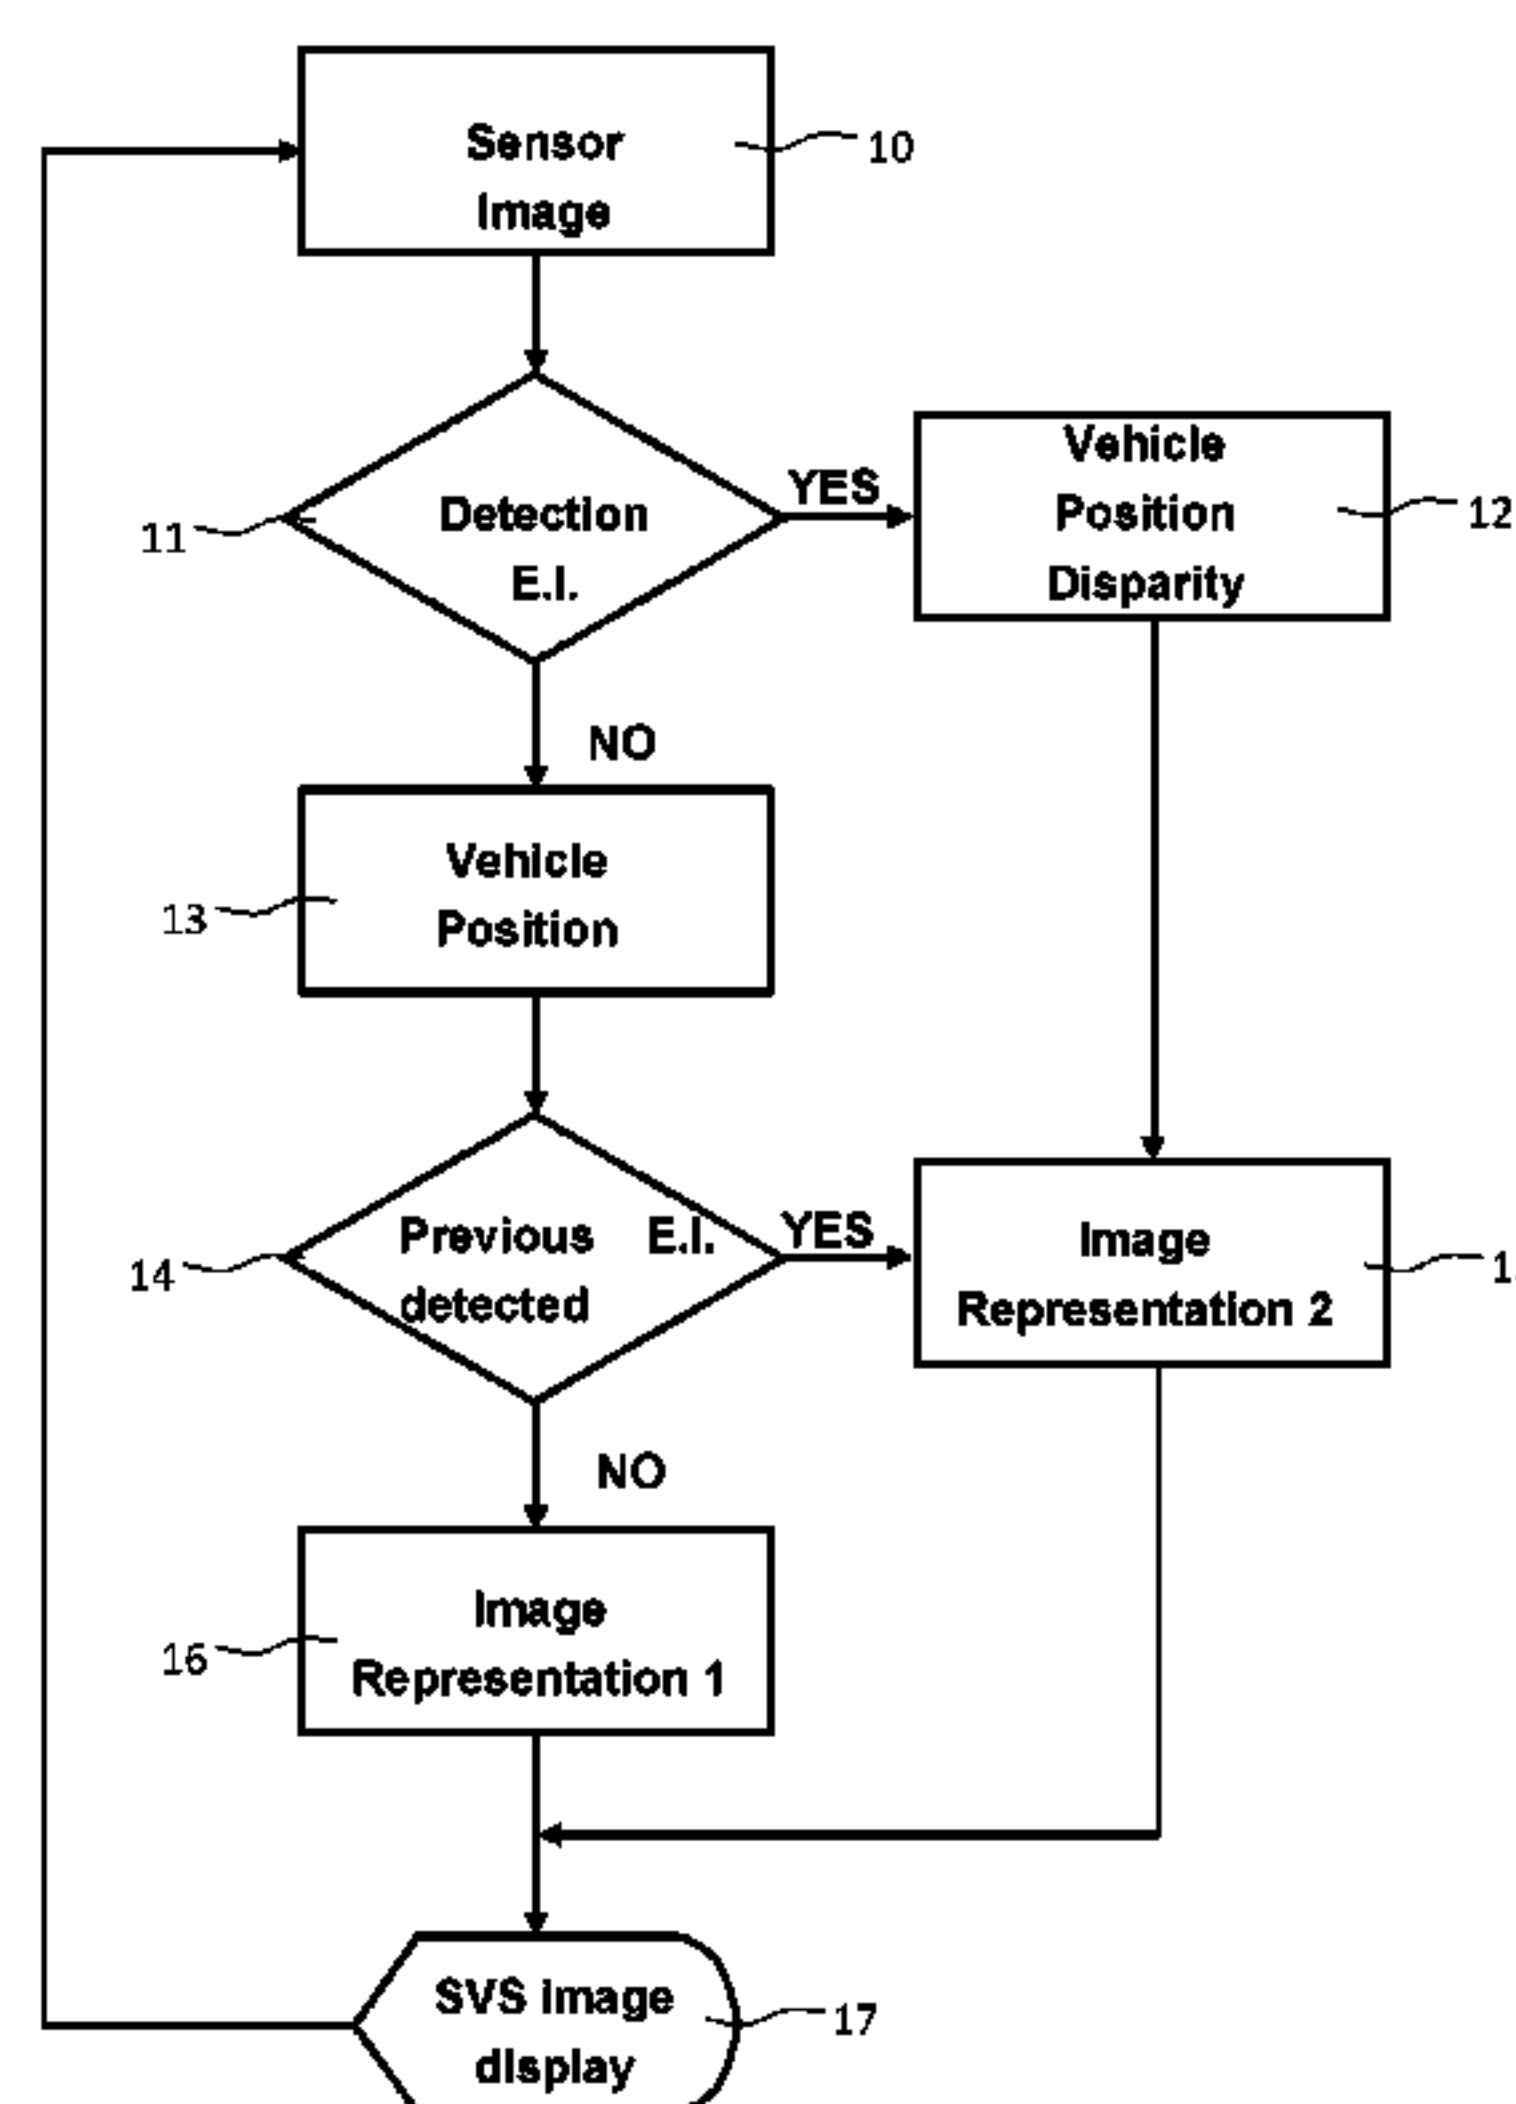 Sensor
Image
10
Detection
E.I.
11
YES
Vehicle
Position
Disparity
12
NO
Vehicle
Position
13
Previous E.I.
detected
14
YES
Image
Representation 2
NO
Image
Representation 1
16
SVS image
display
17